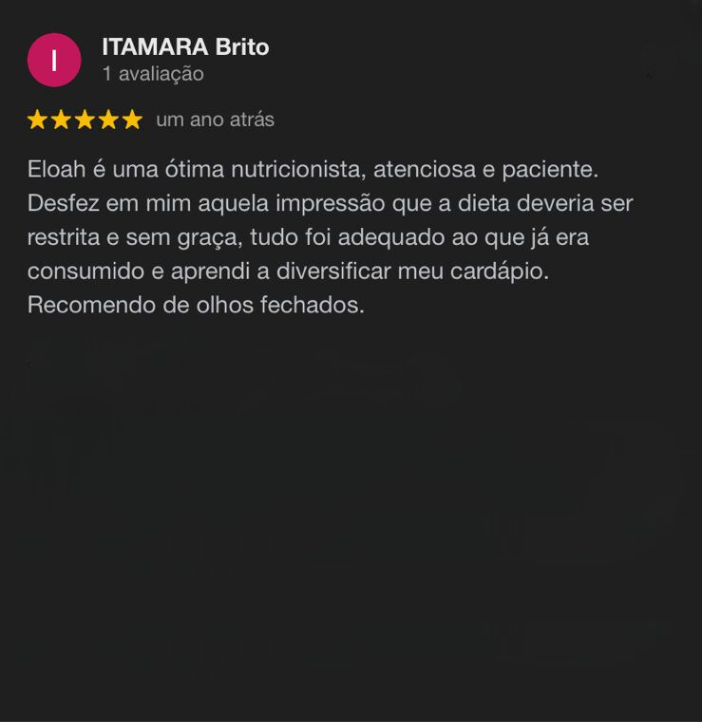 I
ITAMARA Brito
1 avaliação
um ano atrás
Eloah é uma ótima nutricionista, atenciosa e paciente.
Desfez em mim aquela impressão que a dieta deveria ser
restrita e sem graça, tudo foi adequado ao que já era
consumido e aprendi a diversificar meu cardápio.
Recomendo de olhos fechados.